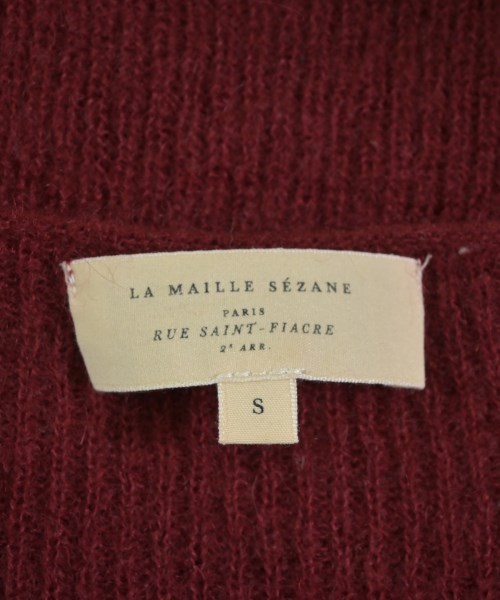 LA MAILLE SÉZANE
PARIS
RUE SAINT-FIACRE
2ᵉ ARR.
S